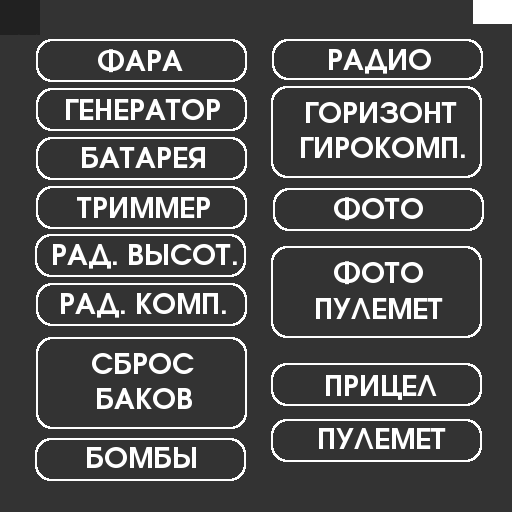 ФАРА
ГЕНЕРАТОР
БАТАРЕЯ
ТРИММЕР
РАД. ВЫСОТ.
РАД. КОМП.
СБРОС
БАКОВ
БОМБЫ
РАДИО
ГОРИЗОНТ
ГИРОКОМП.
ФОТО
ФОТО
ПУЛЕМЕТ
ПРИЦЕЛ
ПУЛЕМЕТ